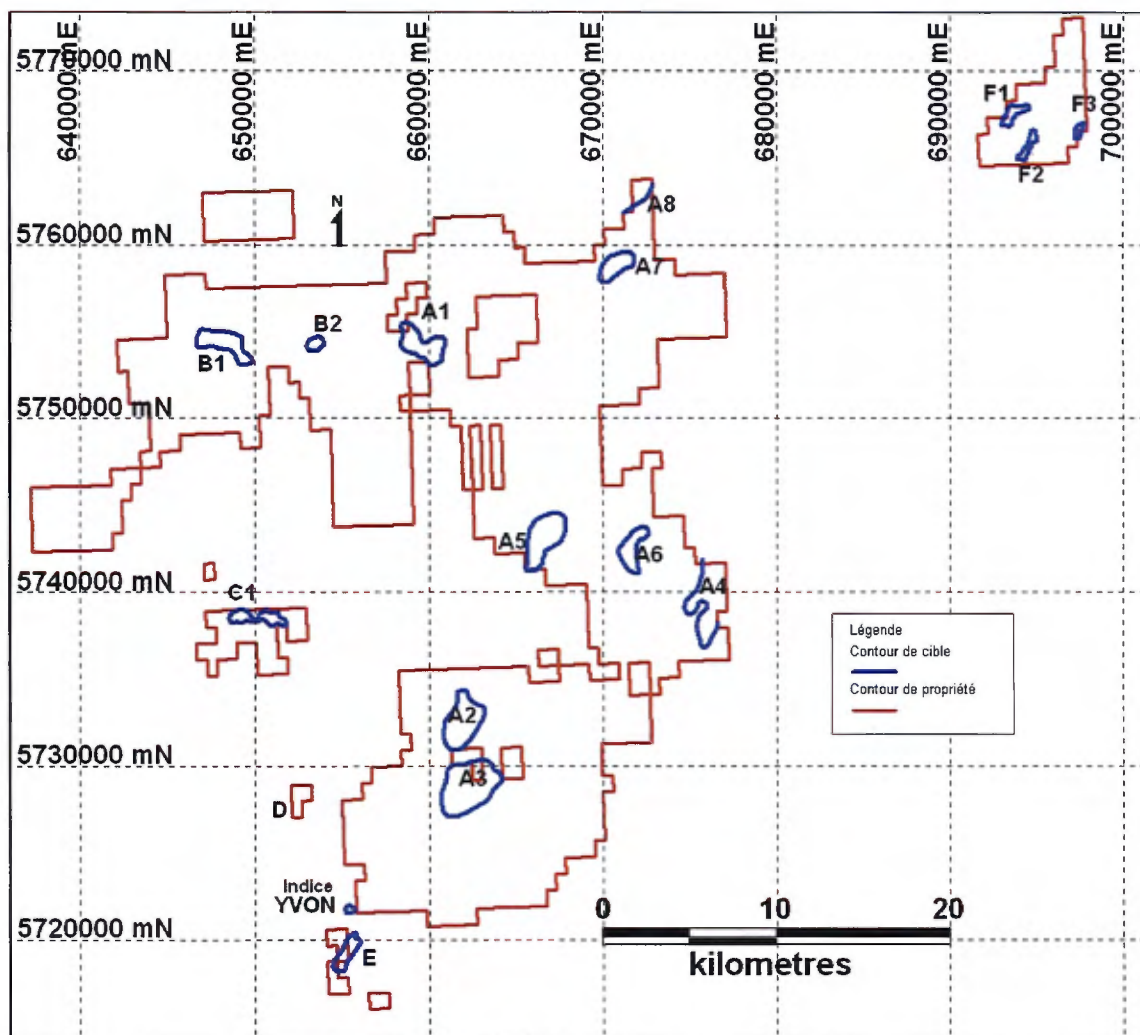 640000 mE
650000 mE
660000 mE
670000 mE
680000 mE
690000 mE
700000 mE
5770000 mN
F1
F3
F2
A8
N
5760000 mN
A7
A1
B2
B1
5750000 mN
A5
A6
5740000 mN
A4
C1
Légende
Contour de cible
Contour de propriété
A2
5730000 mN
A3
D
Indice
YVON
5720000 mN
E
0 10 20
kilometres